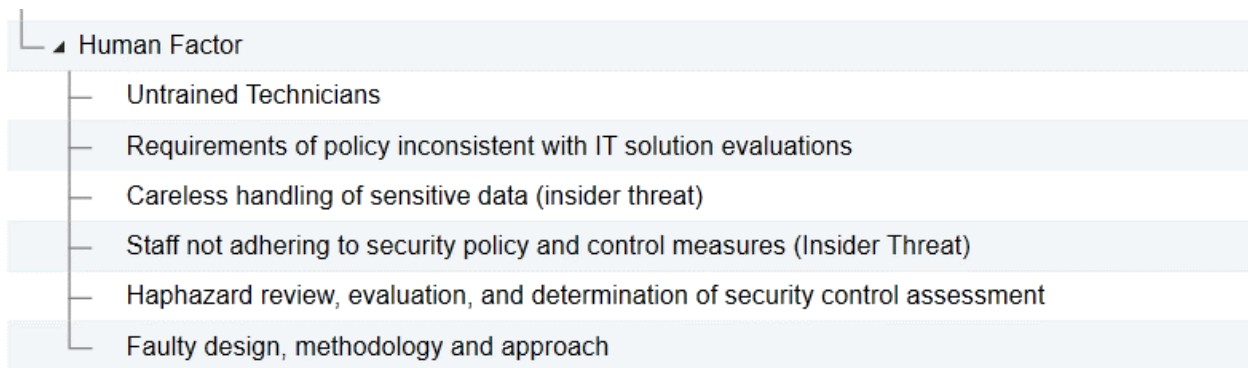 Human Factor
Untrained Technicians
Requirements of policy inconsistent with IT solution evaluations
Careless handling of sensitive data (insider threat)
Staff not adhering to security policy and control measures (Insider Threat)
Haphazard review, evaluation, and determination of security control assessment
Faulty design, methodology and approach